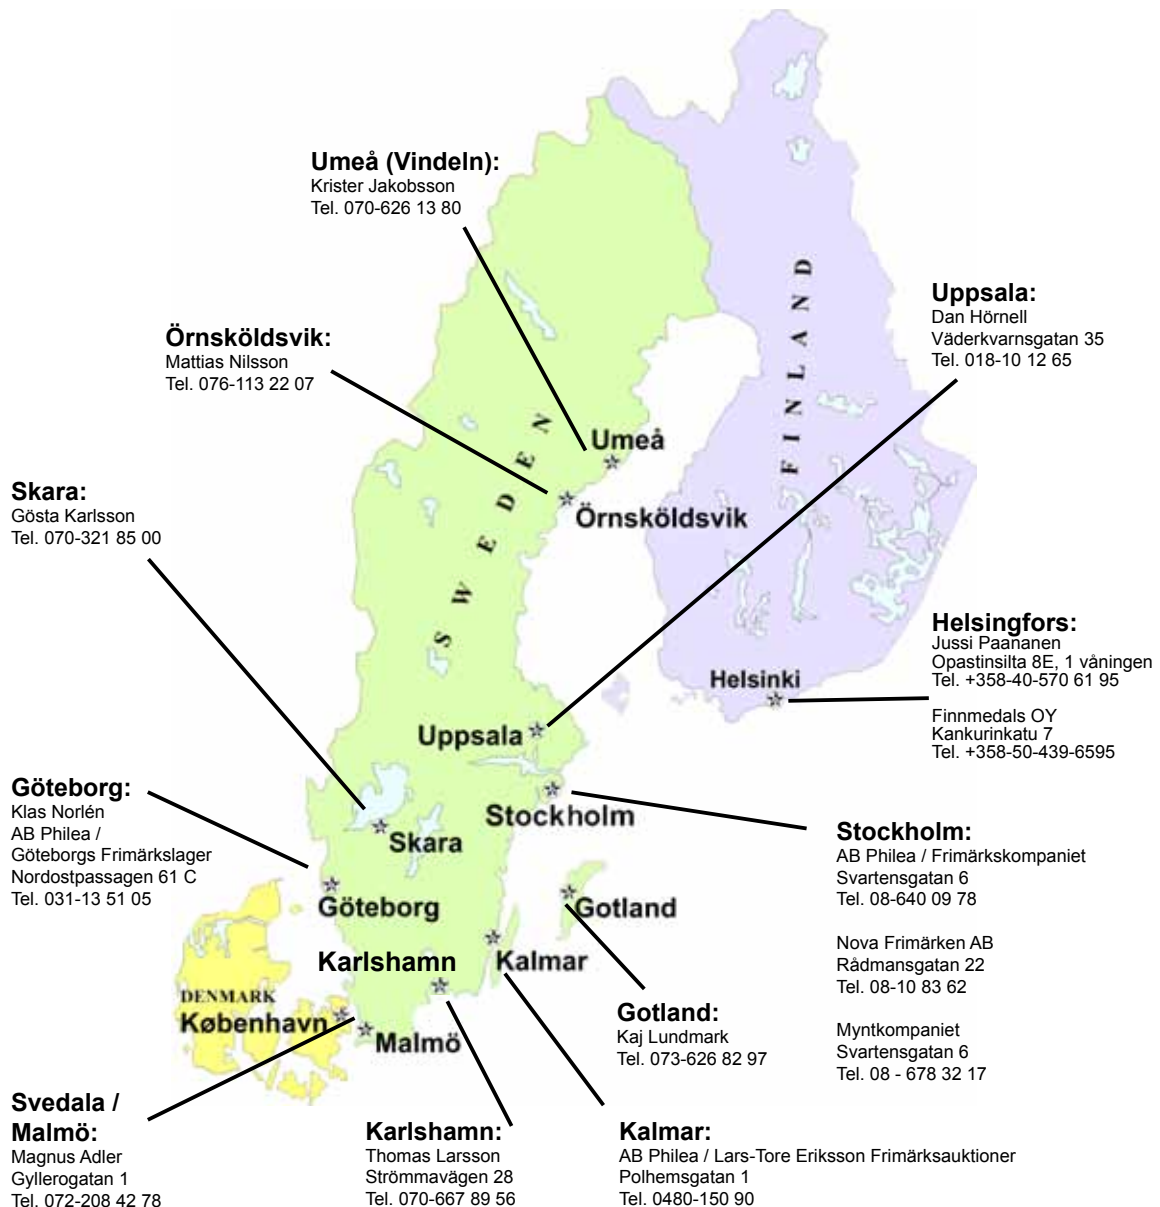 Umeå (Vindeln):
Krister Jakobsson
Tel. 070-626 13 80
Örnsköldsvik:
Mattias Nilsson
Tel. 076-113 22 07
Uppsala:
Dan Hörnell
Väderkvarnsgatan 35
Tel. 018-10 12 65
FINLAND
SWEDEN
Umeå
Örnsköldsvik
Skara:
Gösta Karlsson
Tel. 070-321 85 00
Helsingfors:
Jussi Paananen
Opastinsilta 8E, 1 våningen
Tel. +358-40-570 61 95
Finnmedals OY
Kankurinkatu 7
Tel. +358-50-439-6595
Helsinki
Uppsala
Stockholm
Skara
Göteborg:
Klas Norlén
AB Philea /
Göteborgs Frimärkslager
Nordostpassagen 61 C
Tel. 031-13 51 05
Stockholm:
AB Philea / Frimärkskompaniet
Svartensgatan 6
Tel. 08-640 09 78
Nova Frimärken AB
Rådmansgatan 22
Tel. 08-10 83 62
Myntkompaniet
Svartensgatan 6
Tel. 08 - 678 32 17
Göteborg
Gotland
Karlshamn
Kalmar
DENMARK
København
Malmö
Gotland:
Kaj Lundmark
Tel. 073-626 82 97
Svedala /
Malmö:
Magnus Adler
Gyllerogatan 1
Tel. 072-208 42 78
Karlshamn:
Thomas Larsson
Strömmavägen 28
Tel. 070-667 89 56
Kalmar:
AB Philea / Lars-Tore Eriksson Frimärksauktioner
Polhemsgatan 1
Tel. 0480-150 90